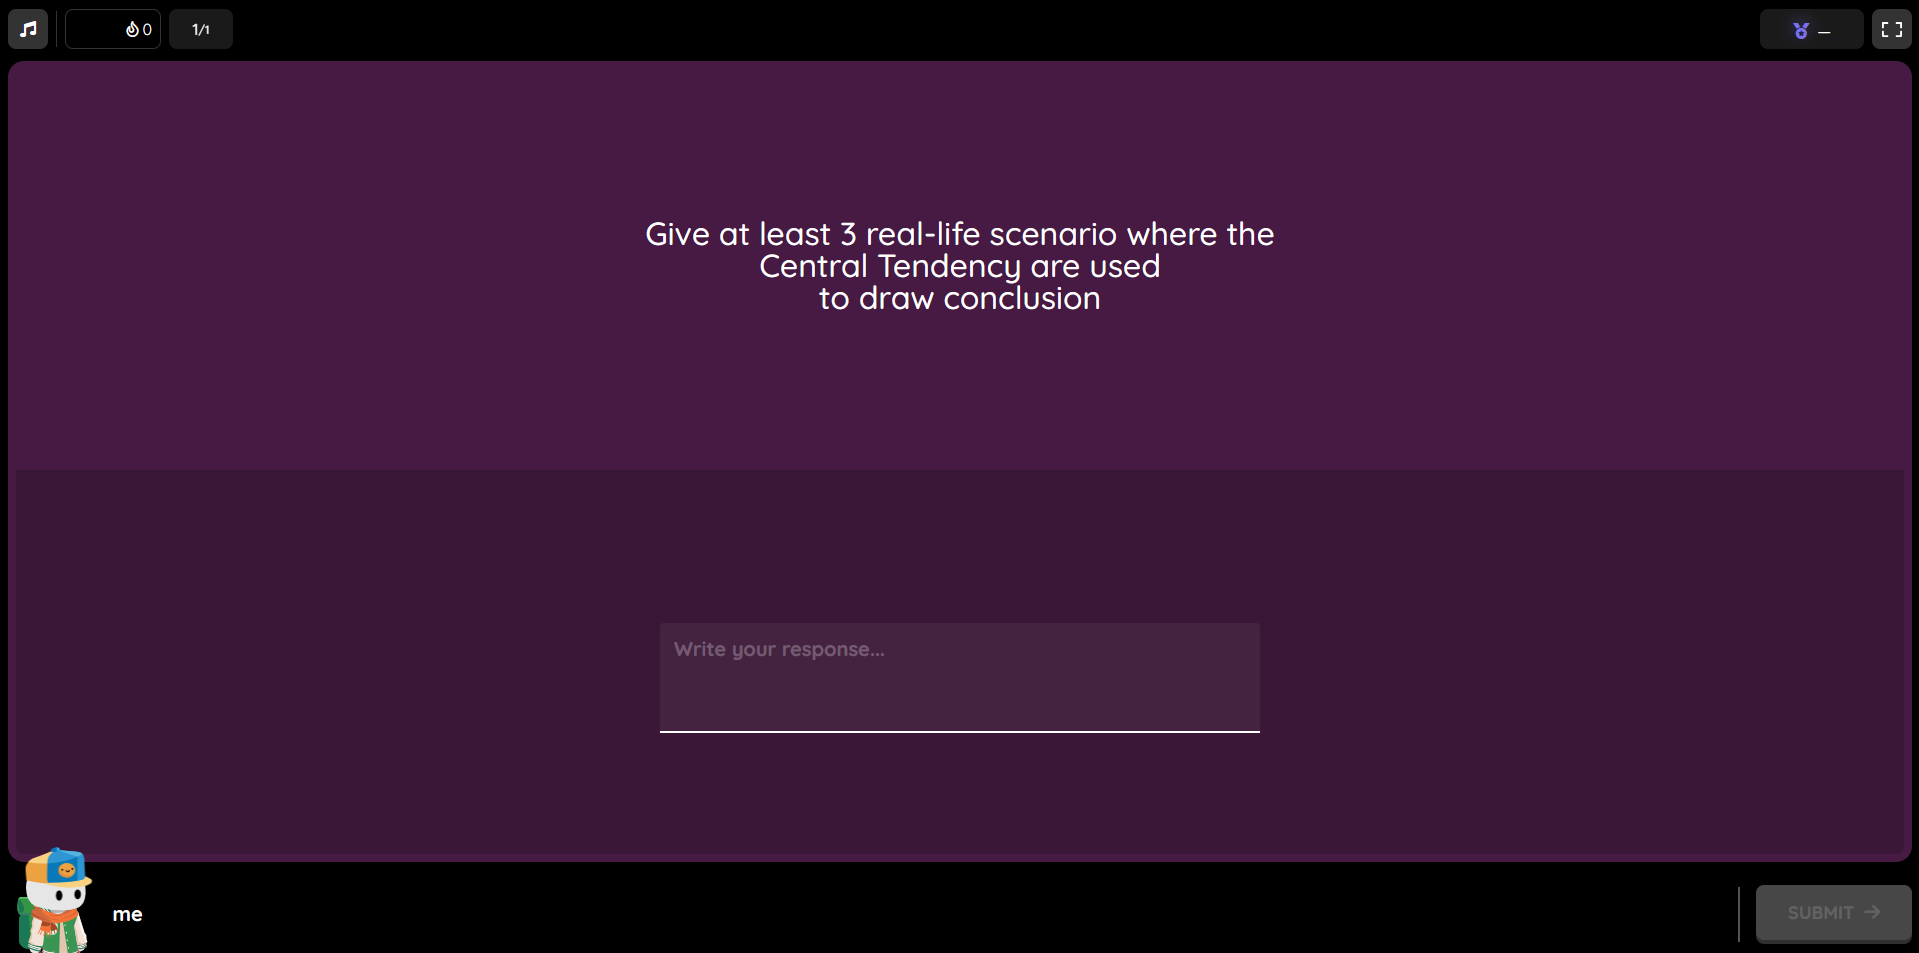 0
1/1
—
Give at least 3 real-life scenario where the
Central Tendency are used
to draw conclusion
Write your response...
me
SUBMIT